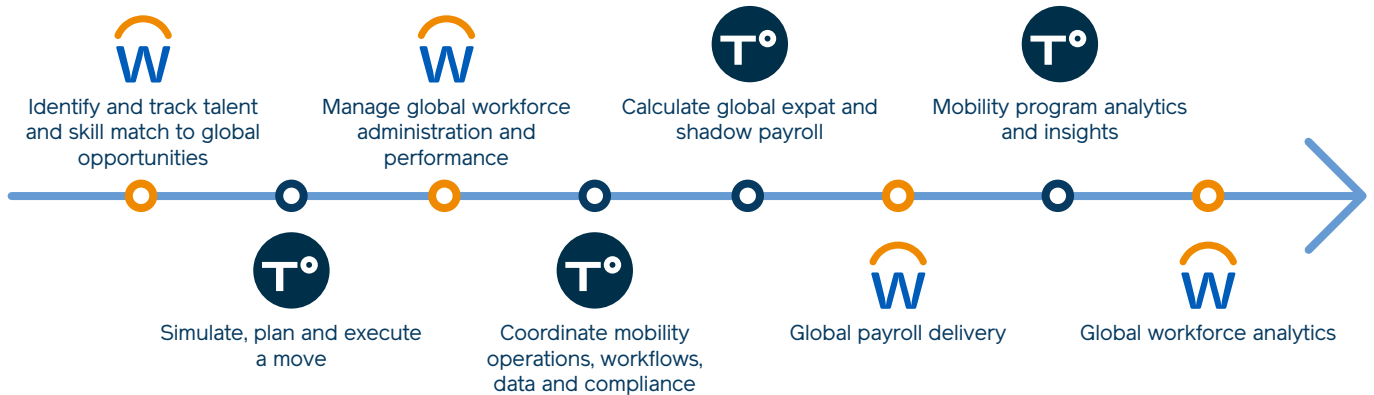 W
Identify and track talent
and skill match to global
opportunities
W
Manage global workforce
administration and
performance
T°
Calculate global expat and
shadow payroll
T°
Mobility program analytics
and insights
T°
Simulate, plan and execute
a move
T°
Coordinate mobility
operations, workflows,
data and compliance
W
Global payroll delivery
W
Global workforce analytics